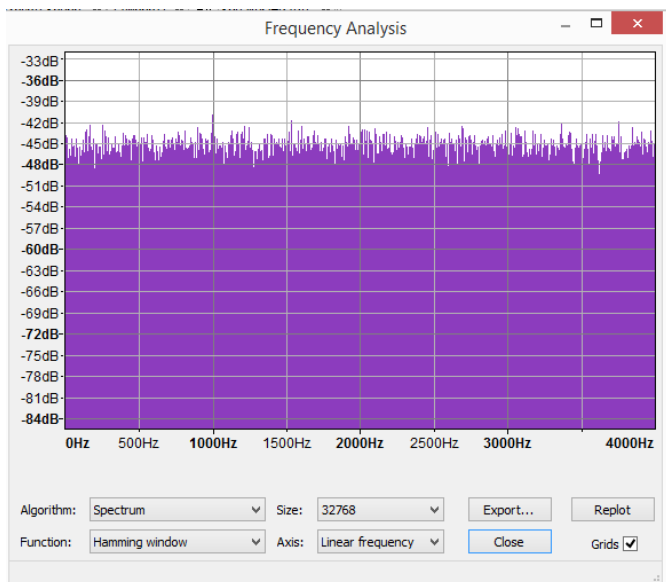 Frequency Analysis
-33dB
-36dB
-39dB
-42dB
-45dB
-48dB
-51dB
-54dB
-57dB
-60dB
-63dB
-66dB
-69dB
-72dB
-75dB
-78dB
-81dB
-84dB
0Hz 500Hz 1000Hz 1500Hz 2000Hz 2500Hz 3000Hz 4000Hz
Algorithm: Spectrum Size: 32768 Export... Replot
Function: Hamming window Axis: Linear frequency Close Grids